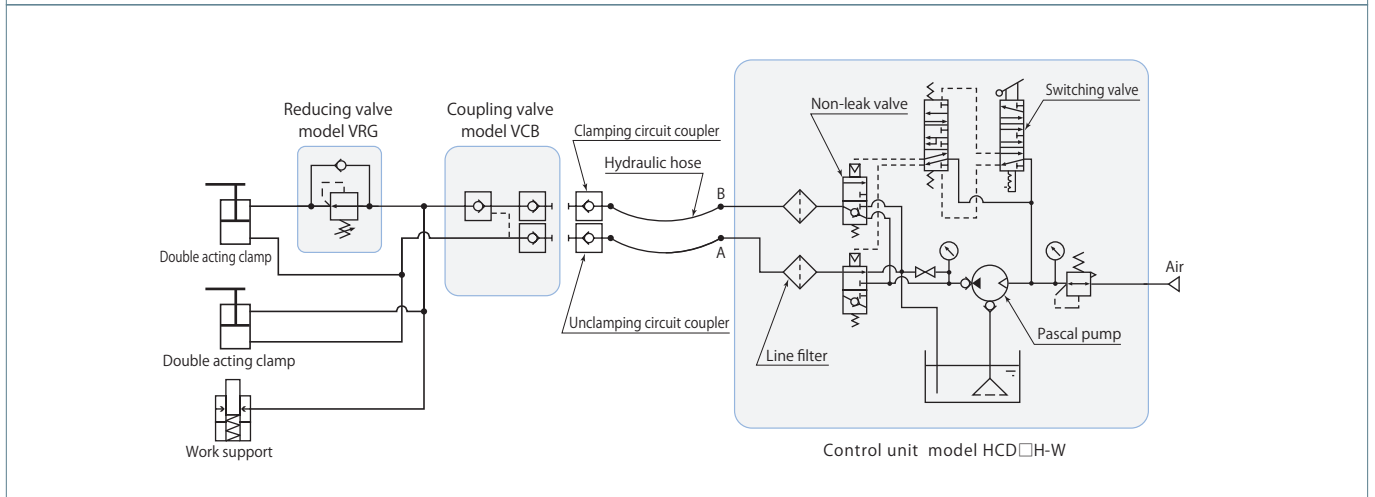 Reducing valve
model VRG
Coupling valve
model VCB
Clamping circuit coupler
Hydraulic hose
B
A
Non-leak valve
Switching valve
Double acting clamp
Double acting clamp
Work support
Unclamping circuit coupler
Line filter
Pascal pump
Air
Control unit model HCD□H-W